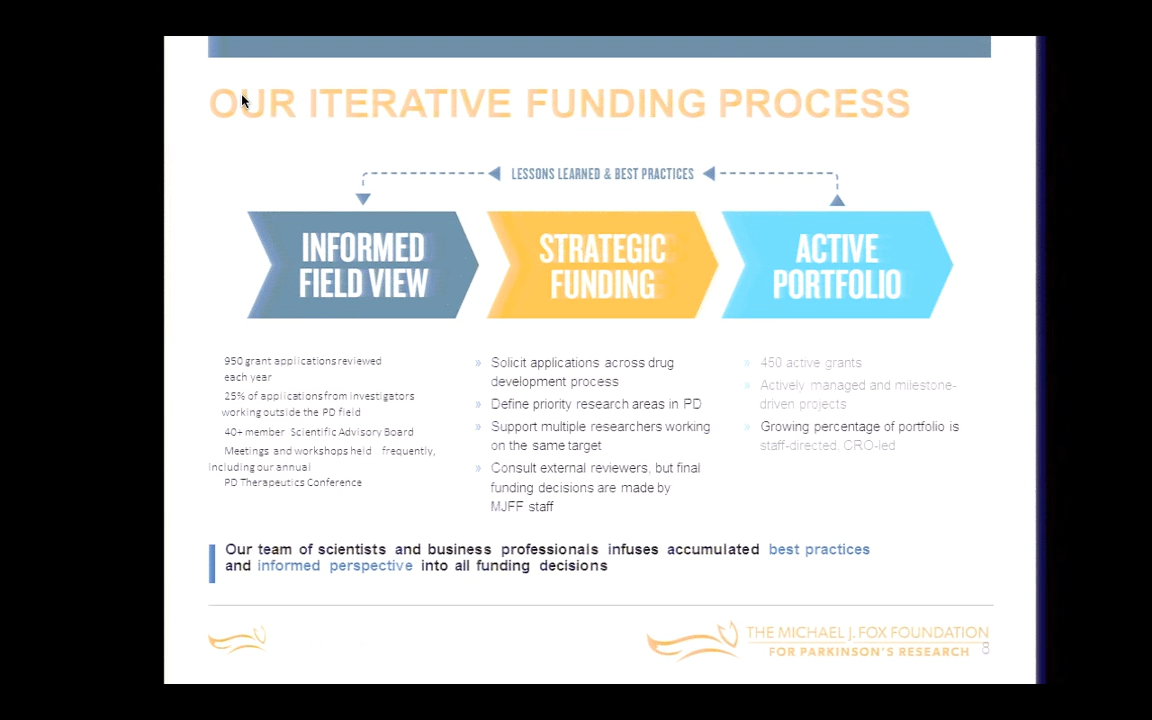 OUR ITERATIVE FUNDING PROCESS
LESSONS LEARNED & BEST PRACTICES
INFORMED
FIELD VIEW
STRATEGIC
FUNDING
ACTIVE
PORTFOLIO
950 grant applications reviewed
each year
25% of applications from investigators
working outside the PD field
40+ member Scientific Advisory Board
Meetings and workshops held frequently,
including our annual
PD Therapeutics Conference
» Solicit applications across drug
development process
» Define priority research areas in PD
» Support multiple researchers working
on the same target
» Consult external reviewers, but final
funding decisions are made by
MJFF staff
» 450 active grants
» Actively managed and milestone-
driven projects
» Growing percentage of portfolio is
staff-directed, CRO-led
Our team of scientists and business professionals infuses accumulated best practices
and informed perspective into all funding decisions
THE MICHAEL J. FOX FOUNDATION
FOR PARKINSON'S RESEARCH
8